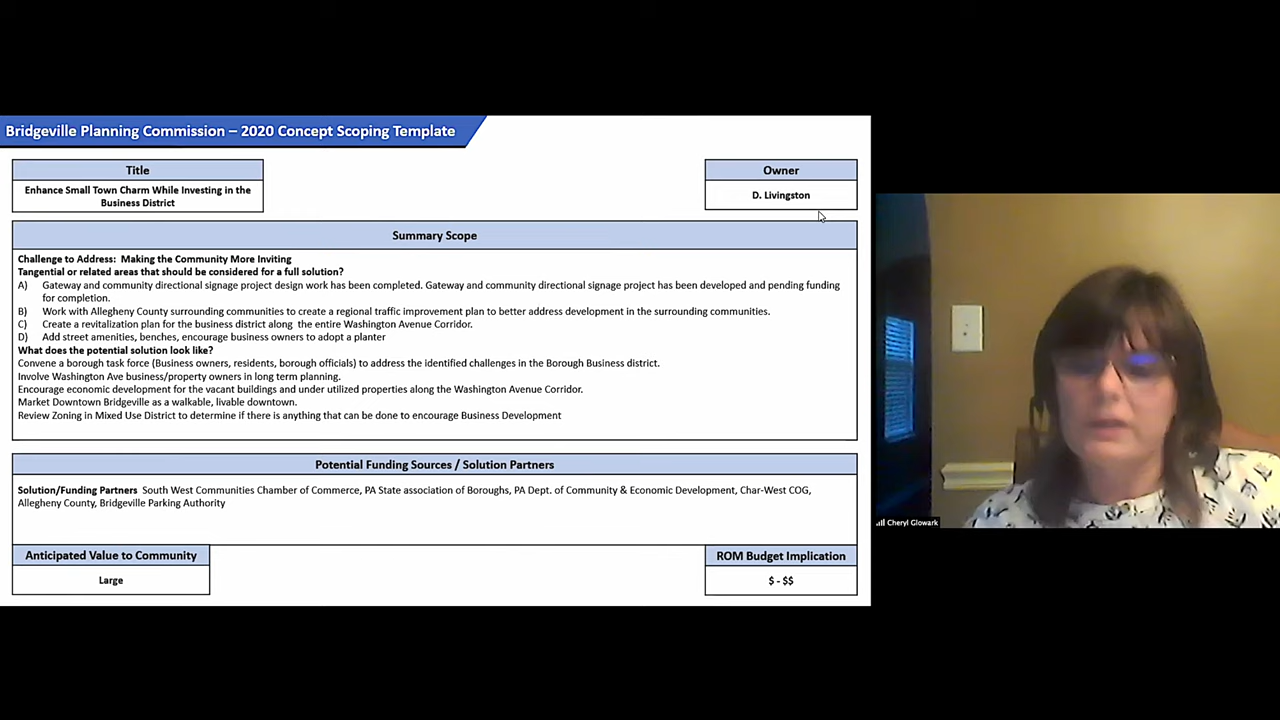 Bridgeville Planning Commission – 2020 Concept Scoping Template
Title
Enhance Small Town Charm While Investing in the
Business District
Owner
D. Livingston
Summary Scope
Challenge to Address: Making the Community More Inviting
Tangential or related areas that should be considered for a full solution?
A) Gateway and community directional signage project design work has been completed. Gateway and community directional signage project has been developed and pending funding
for completion.
B) Work with Allegheny County surrounding communities to create a regional traffic improvement plan to better address development in the surrounding communities.
C) Create a revitalization plan for the business district along the entire Washington Avenue Corridor.
D) Add street amenities, benches, encourage business owners to adopt a planter
What does the potential solution look like?
Convene a borough task force (Business owners, residents, borough officials) to address the identified challenges in the Borough Business district.
Involve Washington Ave business/property owners in long term planning.
Encourage economic development for the vacant buildings and under utilized properties along the Washington Avenue Corridor.
Market Downtown Bridgeville as a walkable, livable downtown.
Review Zoning in Mixed Use District to determine if there is anything that can be done to encourage Business Development
Potential Funding Sources / Solution Partners
Solution/Funding Partners South West Communities Chamber of Commerce, PA State association of Boroughs, PA Dept. of Community & Economic Development, Char-West COG,
Allegheny County, Bridgeville Parking Authority
Anticipated Value to Community
Large
ROM Budget Implication
$ - $$
Cheryl Glowark